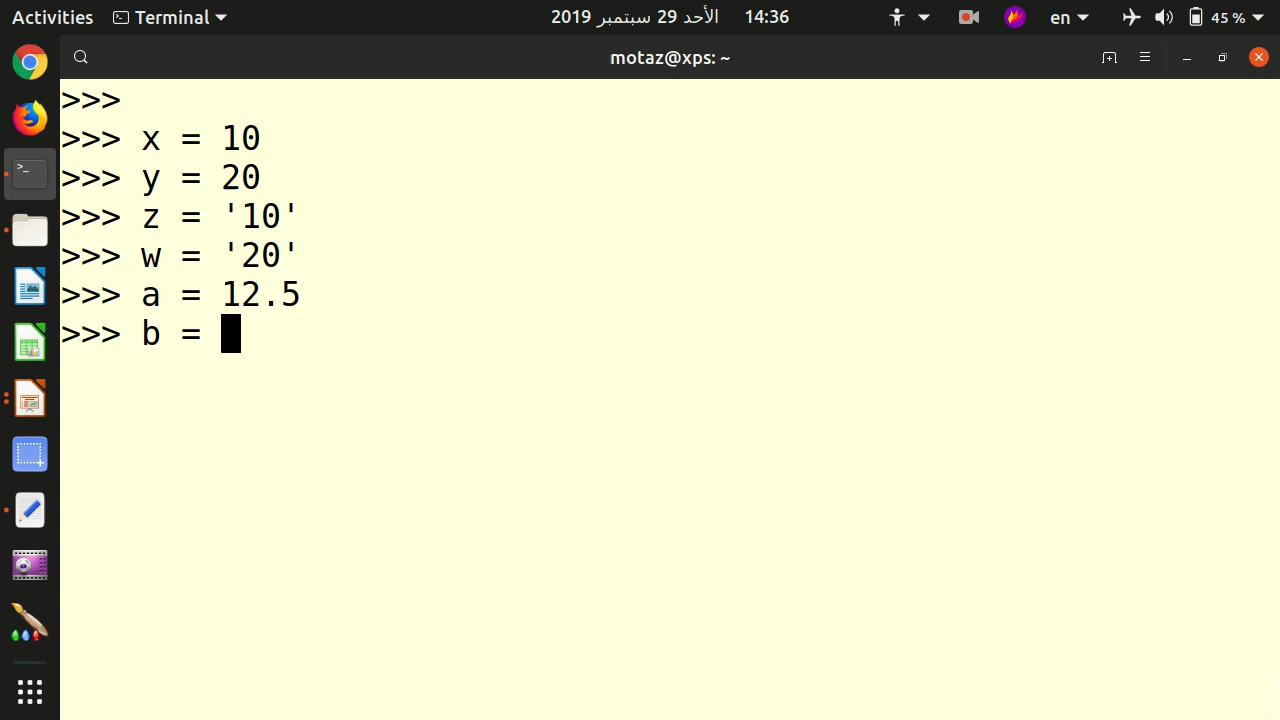 Activities Terminal الأحد 29 سبتمبر 2019 14:36 en 45 %
motaz@xps: ~
>>>
>>> x = 10
>>> y = 20
>>> z = '10'
>>> w = '20'
>>> a = 12.5
>>> b =